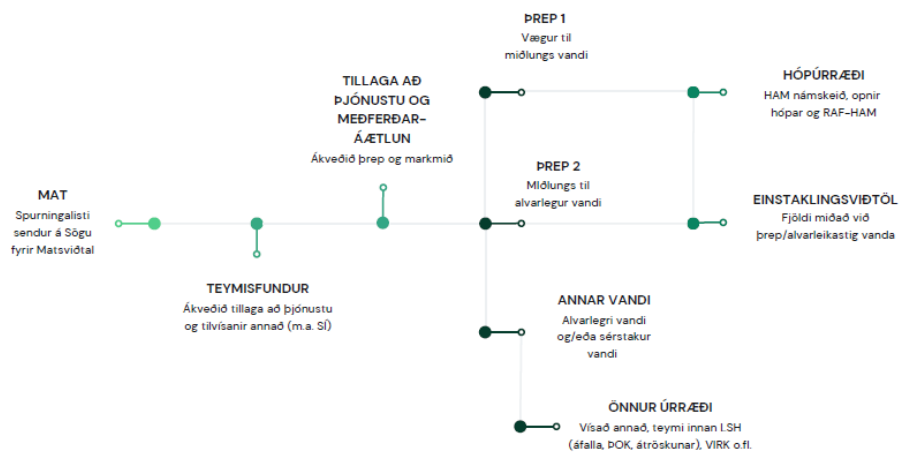 MAT
Spurningalisti
sendur á Sögu
fyrir Matsviðtal
TEYMISFUNDUR
Ákveðið tillaga að þjónustu
og tilvísanir annað (m.a. SÍ)
TILLAGA AÐ
ÞJÓNUSTU OG
MEÐFERÐAR-
ÁÆTLUN
Ákveðið þrep og markmið
ÞREP 1
Vægur til
miðlungs vandi
ÞREP 2
MIðlungs til
alvarlegur vandi
ANNAR VANDI
Alvarlegri vandi
og/eða sérstakur
vandi
ÖNNUR ÚRRÆÐI
Vísað annað, teymi innan LSH
(áfalla, ÞOK, átröskunar), VIRK o.fl.
HÓPÚRRÆÐI
HAM námskeið, opnir
hópar og RAF-HAM
EINSTAKLINGSVIÐTÖL
Fjöldi miðað við
þrep/alvarleikastig vanda